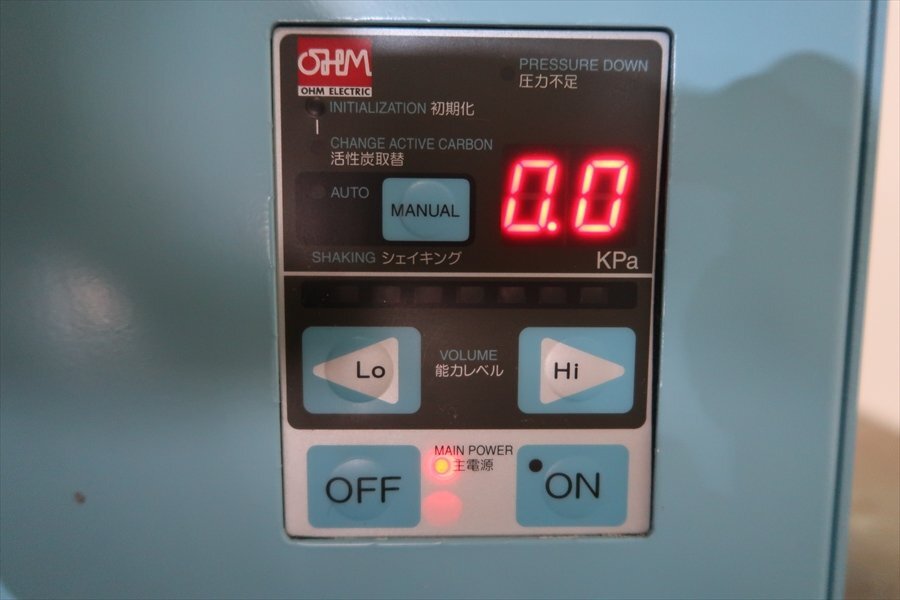 OHM
OHM ELECTRIC
PRESSURE DOWN
圧力不足
INITIALIZATION 初期化
CHANGE ACTIVE CARBON
活性炭取替
AUTO
MANUAL
0.0
SHAKING シェイキング
KPa
Lo
VOLUME
能力レベル
Hi
OFF
MAIN POWER
主電源
ON